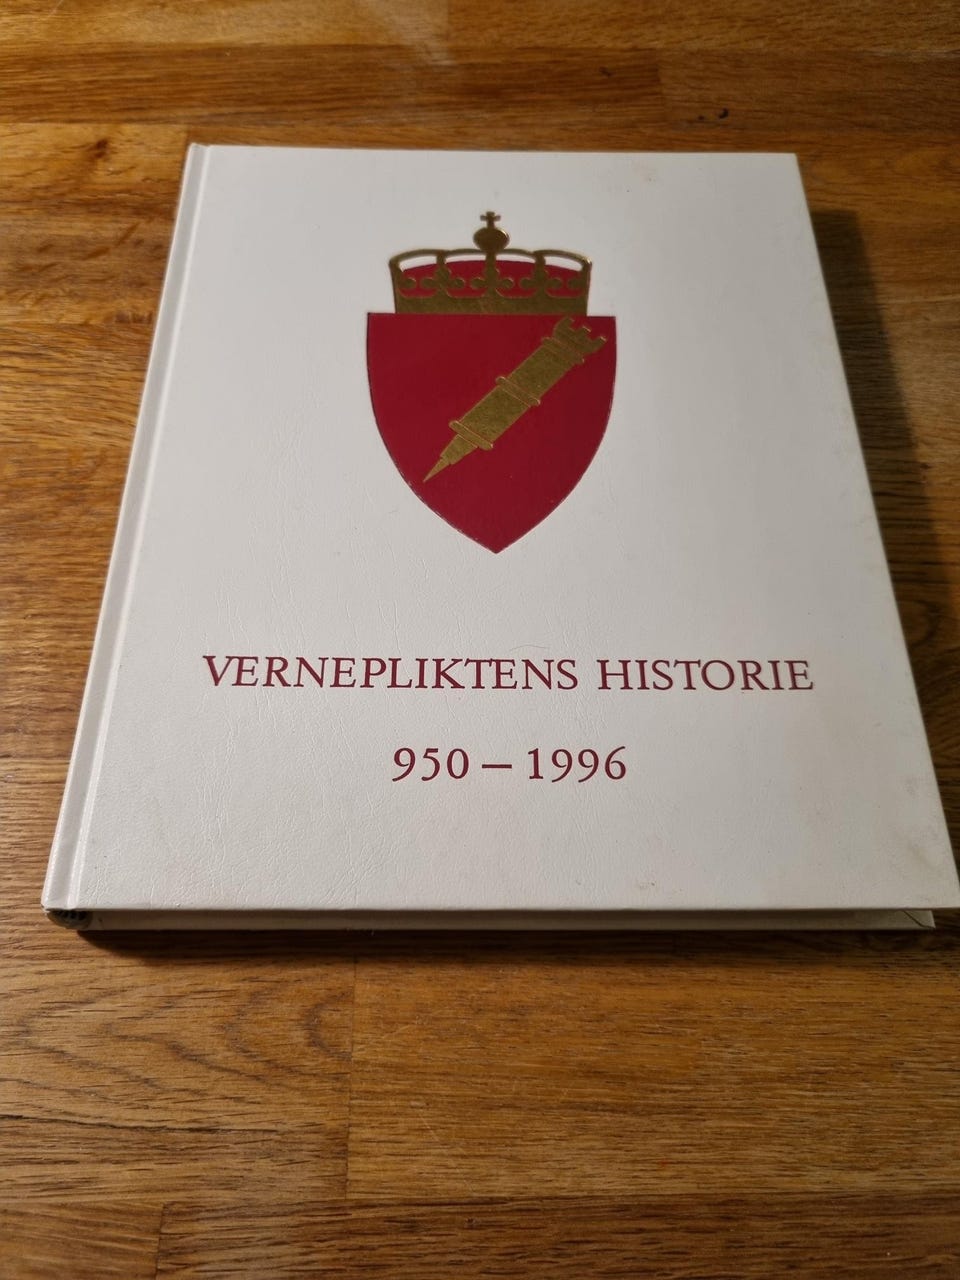 VERNEPLIKTENS HISTORIE
950 – 1996